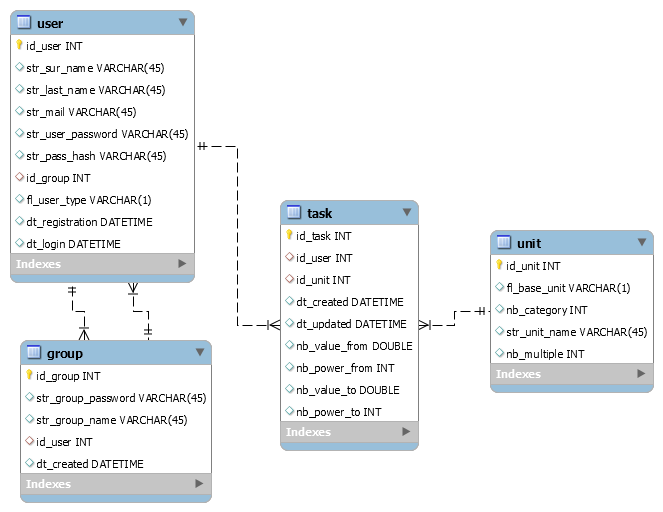 user
id_user INT
str_sur_name VARCHAR(45)
str_last_name VARCHAR(45)
str_mail VARCHAR(45)
str_user_password VARCHAR(45)
str_pass_hash VARCHAR(45)
id_group INT
fl_user_type VARCHAR(1)
dt_registration DATETIME
dt_login DATETIME
Indexes
group
id_group INT
str_group_password VARCHAR(45)
str_group_name VARCHAR(45)
id_user INT
dt_created DATETIME
Indexes
task
id_task INT
id_user INT
id_unit INT
dt_created DATETIME
dt_updated DATETIME
nb_value_from DOUBLE
nb_power_from INT
nb_value_to DOUBLE
nb_power_to INT
Indexes
unit
id_unit INT
fl_base_unit VARCHAR(1)
nb_category INT
str_unit_name VARCHAR(45)
nb_multiple INT
Indexes